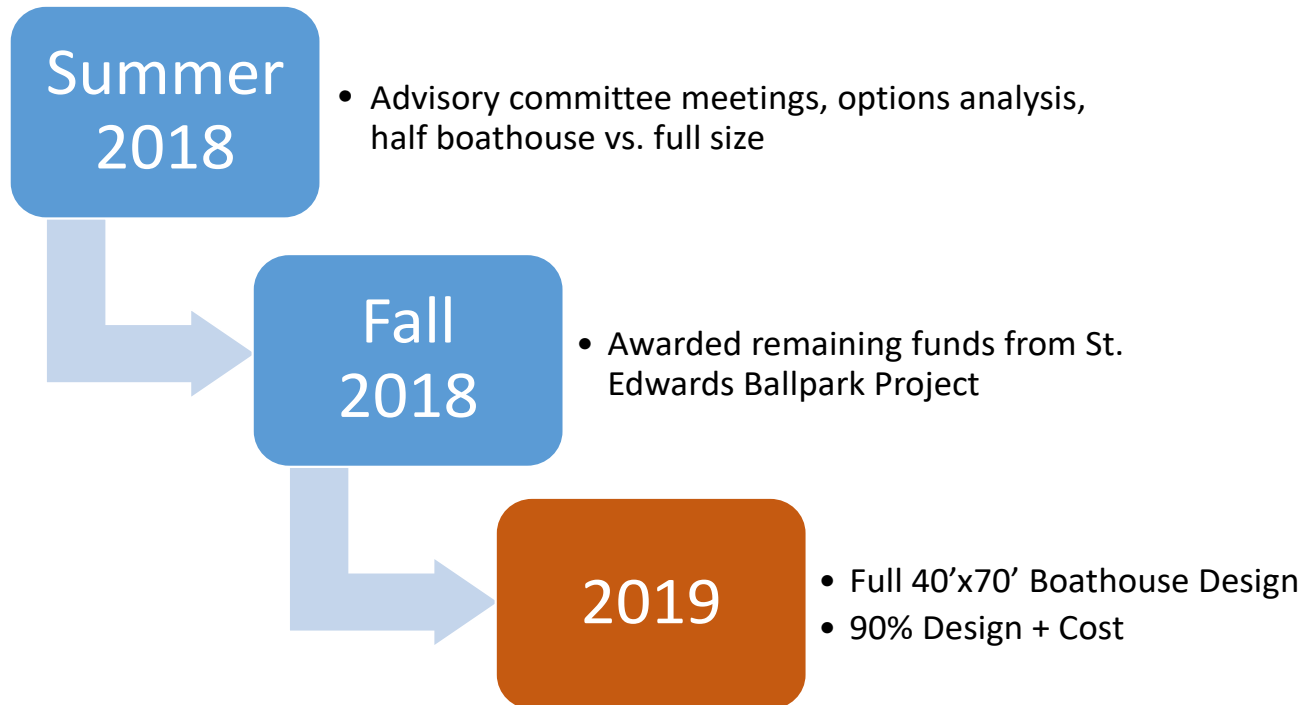 Summer
2018
• Advisory committee meetings, options analysis,
half boathouse vs. full size
Fall
2018
• Awarded remaining funds from St.
Edwards Ballpark Project
2019
• Full 40’x70’ Boathouse Design
• 90% Design + Cost